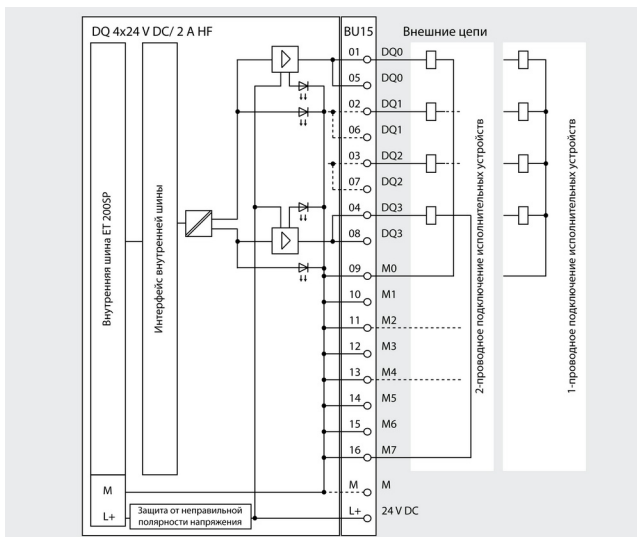 DQ 4x24 V DC/ 2 A HF
BU15
Внешние цепи
01 DQ0
05 DQ0
02 DQ1
06 DQ1
03 DQ2
07 DQ2
04 DQ3
08 DQ3
09 M0
10 M1
11 M2
12 M3
13 M4
14 M5
15 M6
16 M7
M M
L+ 24 V DC
Внутренняя шина ET 200SP
Интерфейс внутренней шины
M
L+
Защита от неправильной
полярности напряжения
2-проводное подключение исполнительных устройств
1-проводное подключение исполнительных устройств